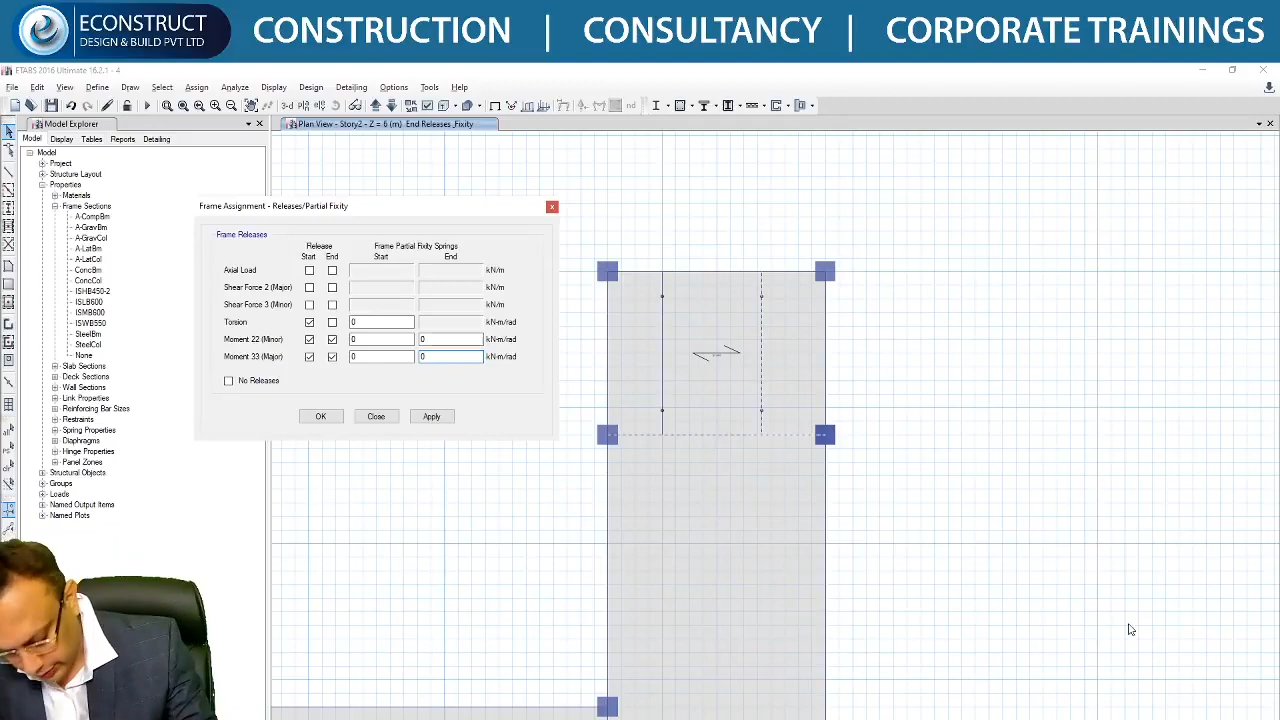 ECONSTRUCT
DESIGN & BUILD PVT LTD
CONSTRUCTION | CONSULTANCY | CORPORATE TRAININGS
ETABS 2016 Ultimate 16.2.1 - 4
File Edit View Define Draw Select Assign Analyze Display Design Detailing Options Tools Help
3-d
nd
Model Explorer
Plan View - Story2 - Z = 6 (m) End Releases_Fixity
Model Display Tables Reports Detailing
Model
Project
Structure Layout
Properties
Materials
Frame Sections
A-CompBm
A-GravBm
A-GravCol
A-LatBm
A-LatCol
ConcBm
ConcCol
ISHB450-2
ISLB600
ISMB600
ISWB550
SteelBm
SteelCol
None
Slab Sections
Deck Sections
Wall Sections
Link Properties
Reinforcing Bar Sizes
Restraints
Spring Properties
Diaphragms
Hinge Properties
Panel Zones
Structural Objects
Groups
Loads
Named Output Items
Named Plots
Frame Assignment - Releases/Partial Fixity
Frame Releases
Release Frame Partial Fixity Springs
Start End Start End
Axial Load kN/m
Shear Force 2 (Major) kN/m
Shear Force 3 (Minor) kN/m
Torsion 0 kN-m/rad
Moment 22 (Minor) 0 0 kN-m/rad
Moment 33 (Major) 0 0 kN-m/rad
No Releases
OK Close Apply